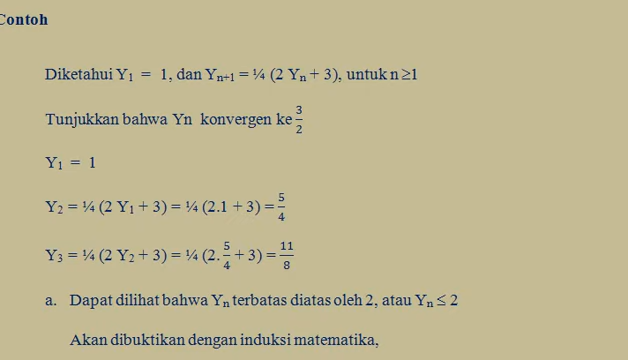 Contoh
Diketahui Y₁ = 1, dan Yₙ₊₁ = ¼ (2 Yₙ + 3), untuk n ≥1
Tunjukkan bahwa Yn konvergen ke 3/2
Y₁ = 1
Y₂ = ¼ (2 Y₁ + 3) = ¼ (2.1 + 3) = 5/4
Y₃ = ¼ (2 Y₂ + 3) = ¼ (2. 5/4 + 3) = 11/8
a. Dapat dilihat bahwa Yₙ terbatas diatas oleh 2, atau Yₙ ≤ 2
Akan dibuktikan dengan induksi matematika,